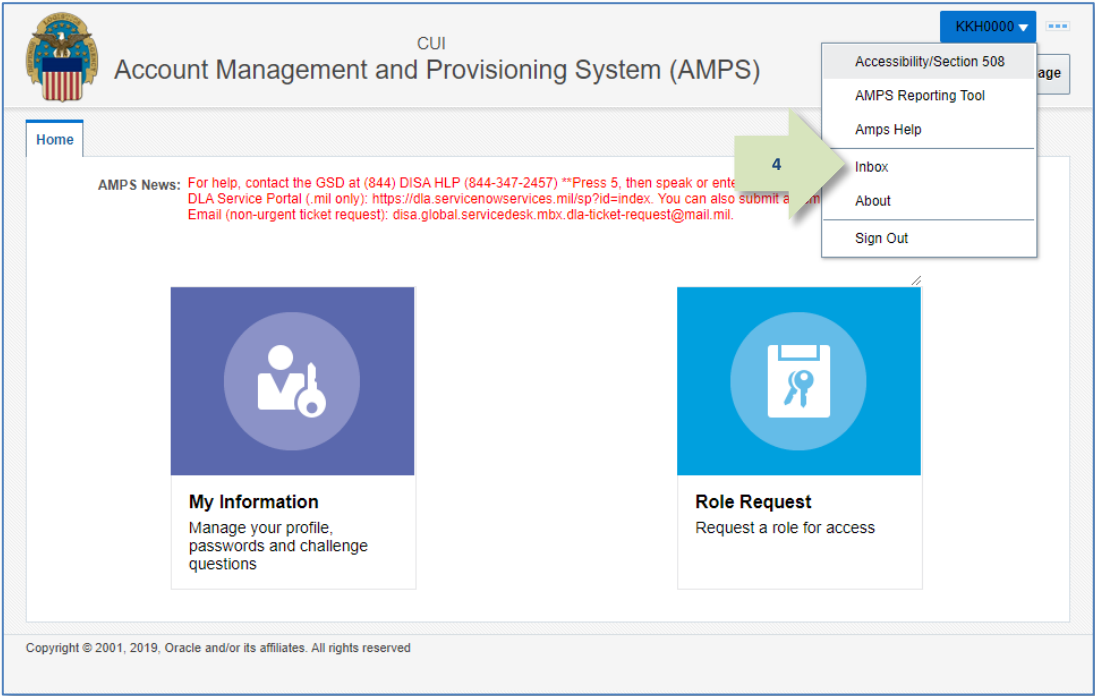 CUI
Account Management and Provisioning System (AMPS)
KKH0000
age
Accessibility/Section 508
AMPS Reporting Tool
Amps Help
Inbox
About
Sign Out
4
Home
AMPS News: For help, contact the GSD at (844) DISA HLP (844-347-2457) **Press 5, then speak or ente
DLA Service Portal (.mil only): https://dla.servicenowservices.mil/sp?id=index. You can also submit a
Email (non-urgent ticket request): disa.global.servicedesk.mbx.dla-ticket-request@mail.mil.
My Information
Manage your profile,
passwords and challenge
questions
Role Request
Request a role for access
Copyright © 2001, 2019, Oracle and/or its affiliates. All rights reserved